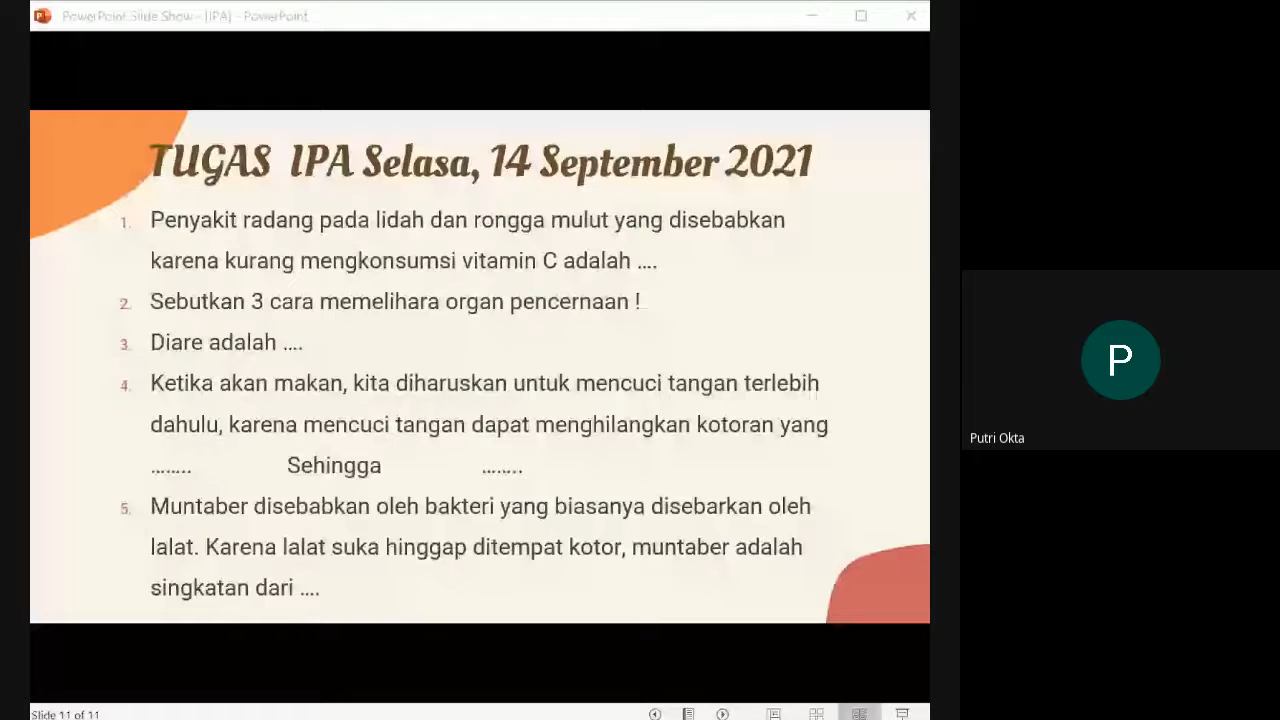 PowerPoint Slide Show - [IPA] - PowerPoint
TUGAS IPA Selasa, 14 September 2021
1. Penyakit radang pada lidah dan rongga mulut yang disebabkan
karena kurang mengkonsumsi vitamin C adalah ....
2. Sebutkan 3 cara memelihara organ pencernaan !
3. Diare adalah ....
4. Ketika akan makan, kita diharuskan untuk mencuci tangan terlebih
dahulu, karena mencuci tangan dapat menghilangkan kotoran yang
........ Sehingga ........
5. Muntaber disebabkan oleh bakteri yang biasanya disebarkan oleh
lalat. Karena lalat suka hinggap ditempat kotor, muntaber adalah
singkatan dari ....
P
Putri Okta
Slide 11 of 11